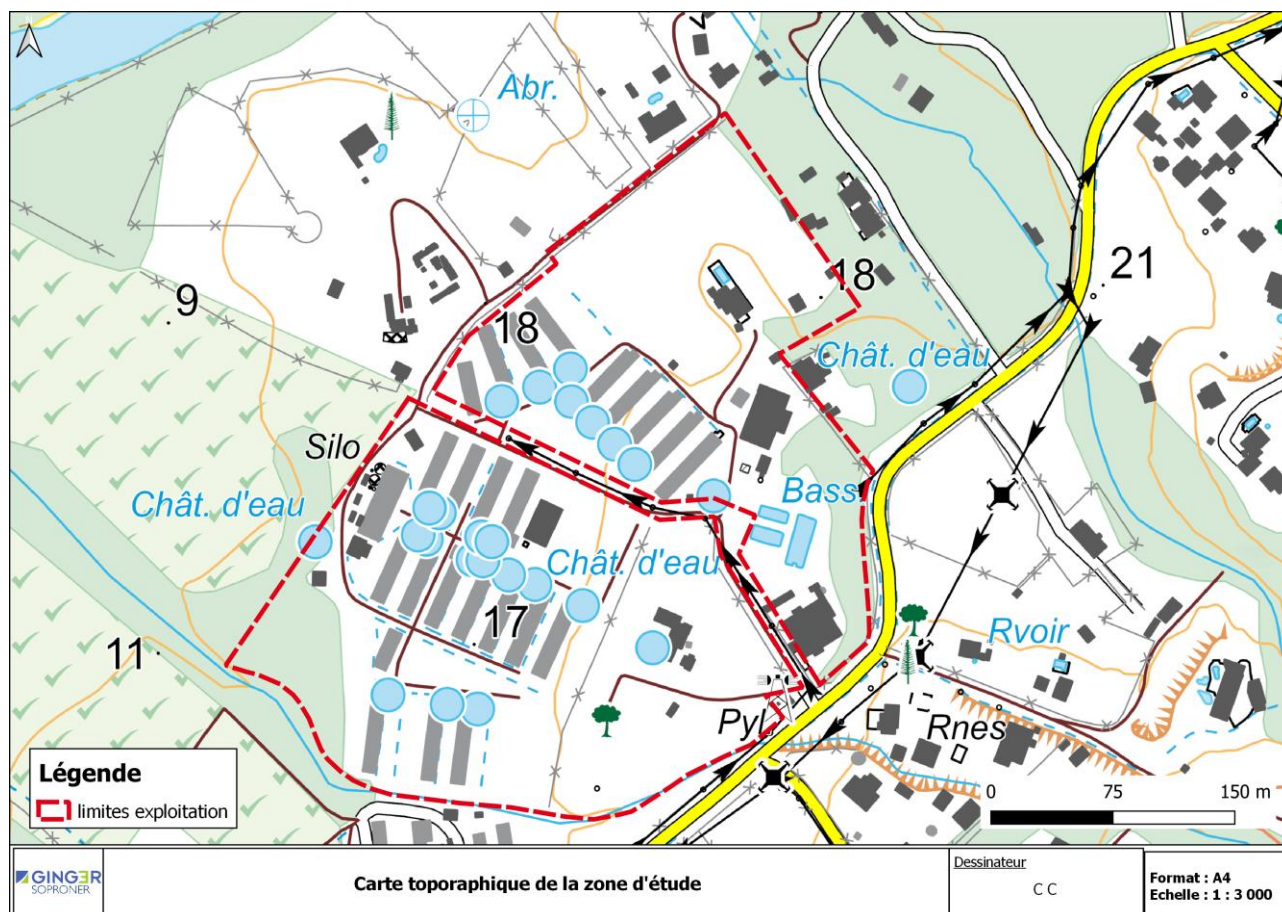 Abr.
9
18
18
21
Chât. d'eau
Silo
Bass.
Chât. d'eau
Chât. d'eau
17
11
Rvoir
Pyl
Rnes
Légende
limites exploitation
0 75 150 m
GINGER
SOPRONER
Carte toporaphique de la zone d'étude
Dessinateur
C C
Format : A4
Echelle : 1 : 3 000